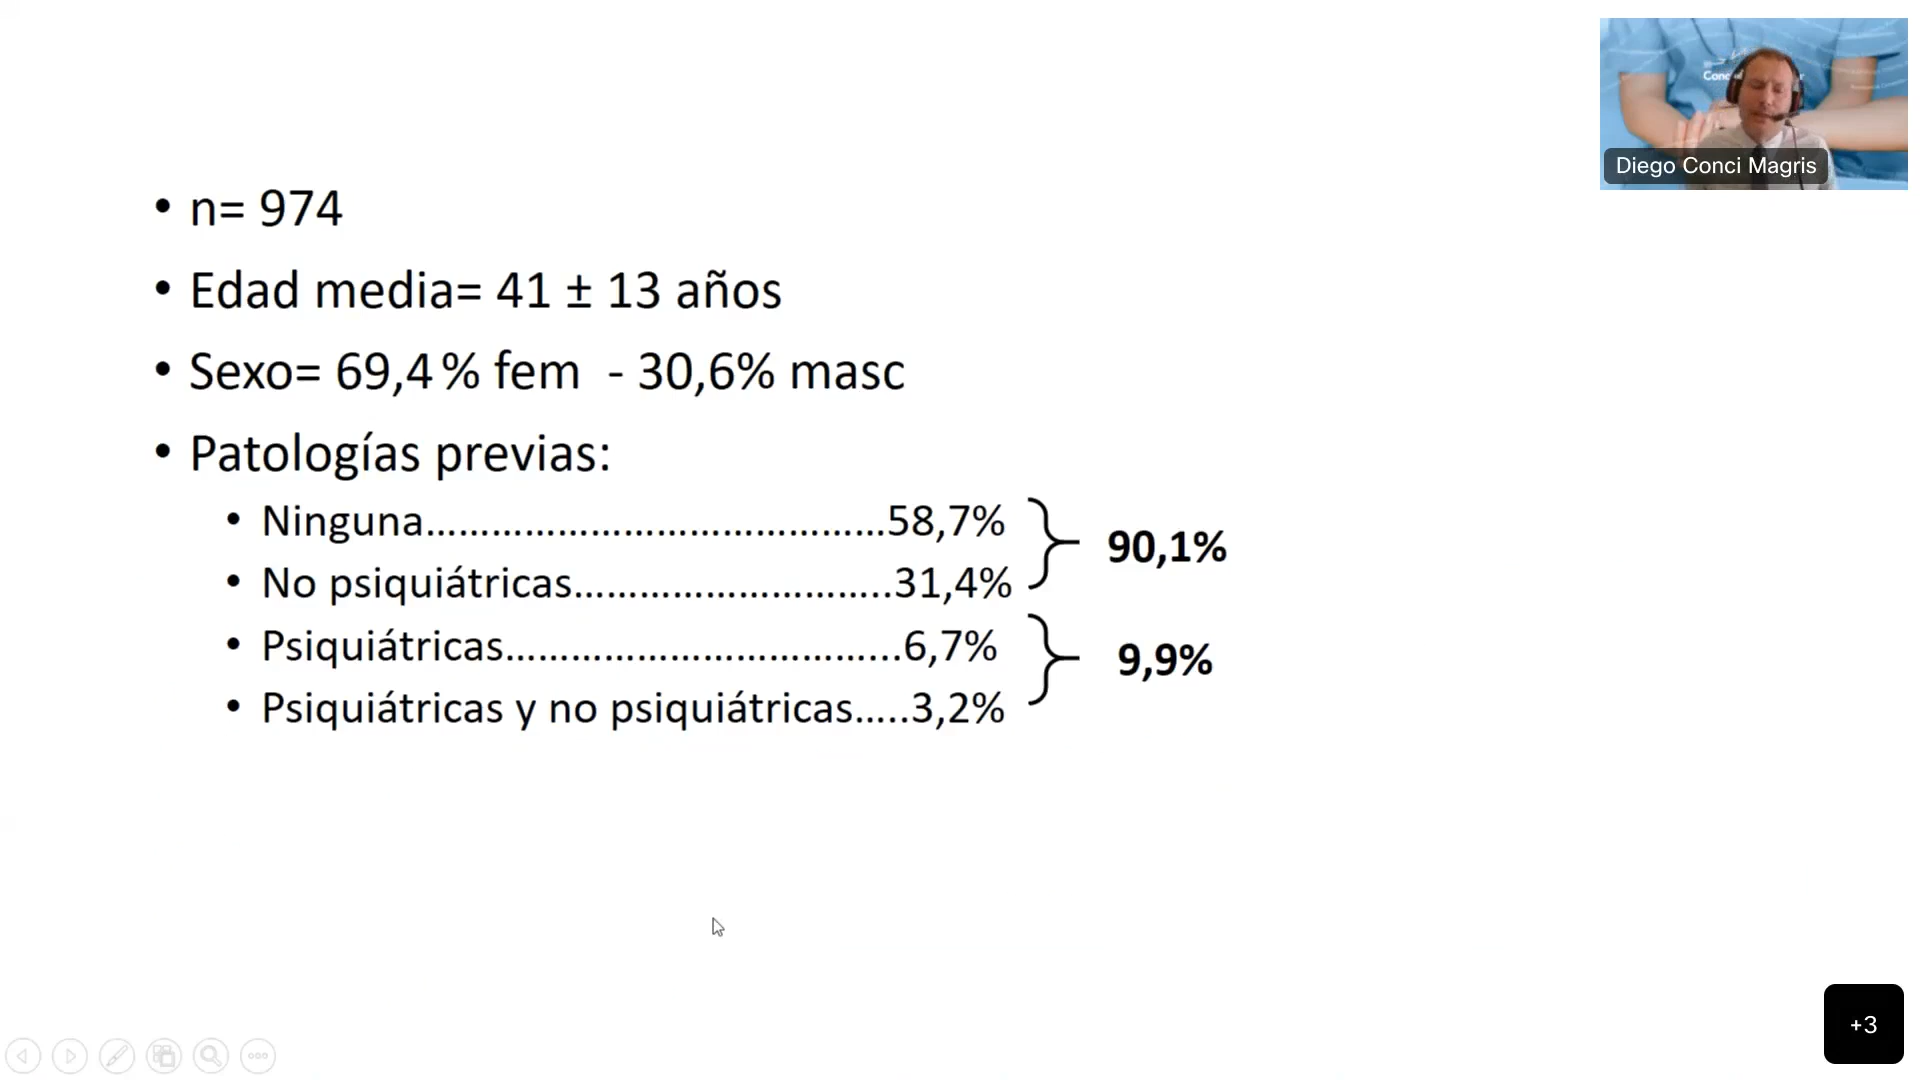 • n= 974
• Edad media= 41 ± 13 años
• Sexo= 69,4% fem - 30,6% masc
• Patologías previas:
• Ninguna..........................................58,7%
• No psiquiátricas.............................31,4%
90,1%
• Psiquiátricas....................................6,7%
• Psiquiátricas y no psiquiátricas.....3,2%
9,9%
Diego Conci Magris
+3